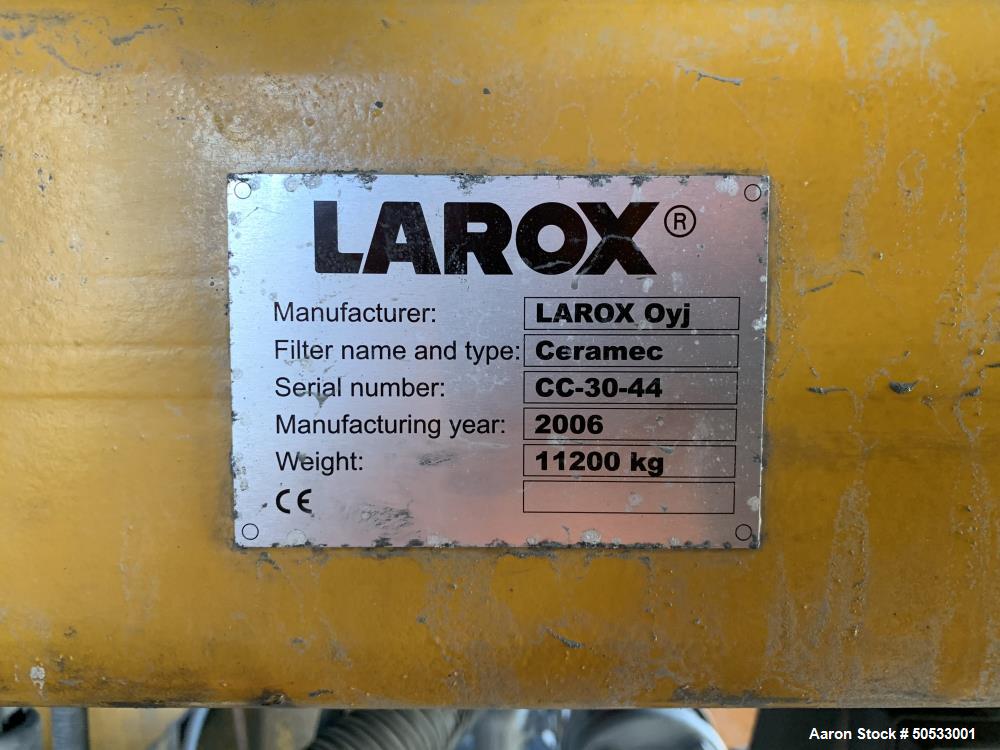 LAROX®
Manufacturer: LAROX Oyj
Filter name and type: Ceramec
Serial number: CC-30-44
Manufacturing year: 2006
Weight: 11200 kg
CE
Aaron Stock # 50533001